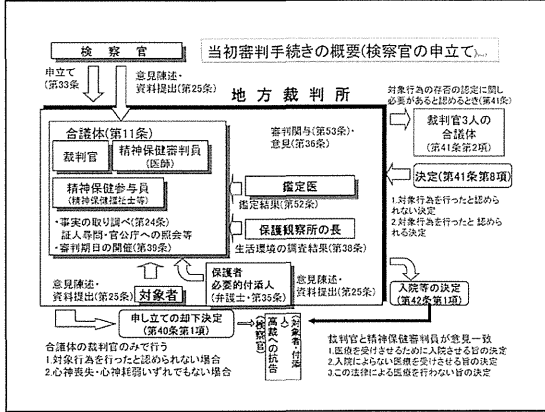 検 察 官
当初審判手続きの概要(検察官の申立て)
申立て
(第33条
意見陳述・
資料提出(第25条)
地 方 裁 判 所
対象行為の存否の認定に関し
必要があると認めるとき(第41条)
裁判官3人の
合議体
(第41条第2項)
合議体(第11条)
裁判官
精神保健審判員
(医師)
精神保健参与員
(精神保健福祉士等)
・事実の取り調べ(第24条)
証人尋問・官公庁への照会等
・審判期日の開催(第39条)
審判関与(第53条)・
意見(第36条)
鑑定医
鑑定結果(第52条)
保護観察所の長
生活環境の調査結果(第38条)
決定(第41条第8項)
1.対象行為を行ったと認めら
れない決定
2.対象行為を行ったと認めら
れる決定
意見陳述・
資料提出(第25条)
対象者
保護者
必要的付添人
(弁護士・第35条)
意見陳述・
資料提出(第25条)
入院等の決定
(第42条第1項)
申し立ての却下決定
(第40条第1項)
(対象者・付添
人)
高裁への抗告
(検察官)
合議体の裁判官のみで行う
1.対象行為を行ったと認められない場合
2.心神喪失・心神耗弱いずれでもない場合
裁判官と精神保健審判員が意見一致
1.医療を受けさせるために入院させる旨の決定
2.入院によらない医療を受けさせる旨の決定
3.この法律による医療を行わない旨の決定